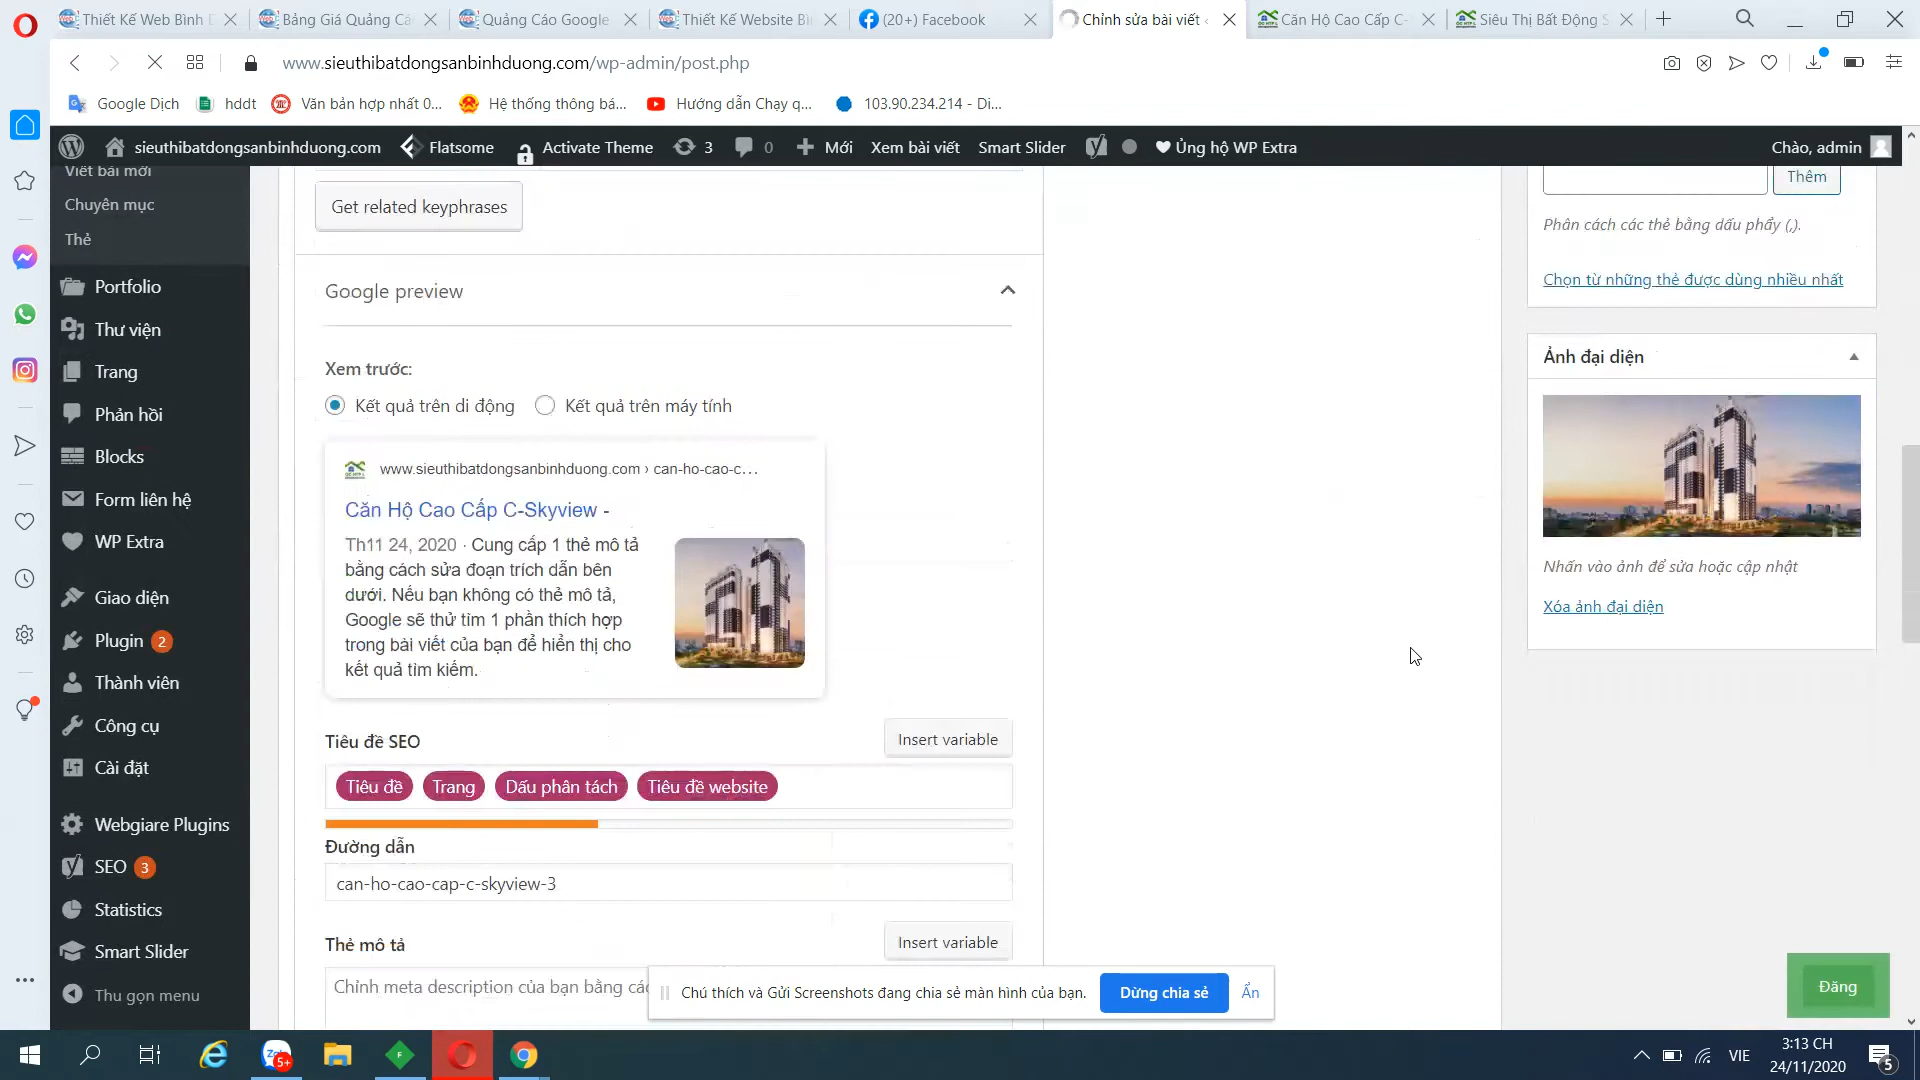 Thiết Kế Web Bình D
Bảng Giá Quảng Cá
Quảng Cáo Google
Thiết Kế Website Bì
(20+) Facebook
Chỉnh sửa bài viết
Căn Hộ Cao Cấp C-
Siêu Thị Bất Động S
www.sieuthibatdongsanbinhduong.com/wp-admin/post.php
Google Dịch
hddt
Văn bản hợp nhất 0...
Hệ thống thông bá...
Hướng dẫn Chạy q...
103.90.234.214 - Di...
sieuthibatdongsanbinhduong.com
Flatsome
Activate Theme
3
0
Mới
Xem bài viết
Smart Slider
Ủng hộ WP Extra
Chào, admin
Viết bài mới
Chuyên mục
Thẻ
Portfolio
Thư viện
Trang
Phản hồi
Blocks
Form liên hệ
WP Extra
Giao diện
Plugin 2
Thành viên
Công cụ
Cài đặt
Webgiare Plugins
SEO 3
Statistics
Smart Slider
Thu gọn menu
Get related keyphrases
Google preview
Xem trước:
Kết quả trên di động
Kết quả trên máy tính
www.sieuthibatdongsanbinhduong.com › can-ho-cao-c...
Căn Hộ Cao Cấp C-Skyview -
Th11 24, 2020 · Cung cấp 1 thẻ mô tả
bằng cách sửa đoạn trích dẫn bên
dưới. Nếu bạn không có thẻ mô tả,
Google sẽ thử tìm 1 phần thích hợp
trong bài viết của bạn để hiển thị cho
kết quả tìm kiếm.
Tiêu đề SEO
Insert variable
Tiêu đề
Trang
Dấu phân tách
Tiêu đề website
Đường dẫn
can-ho-cao-cap-c-skyview-3
Thẻ mô tả
Insert variable
Chỉnh meta description của bạn bằng các
Chú thích và Gửi Screenshots đang chia sẻ màn hình của bạn.
Dừng chia sẻ
Ẩn
Thêm
Phân cách các thẻ bằng dấu phẩy (,).
Chọn từ những thẻ được dùng nhiều nhất
Ảnh đại diện
Nhấn vào ảnh để sửa hoặc cập nhật
Xóa ảnh đại diện
Đăng
5+
VIE
3:13 CH
24/11/2020
5